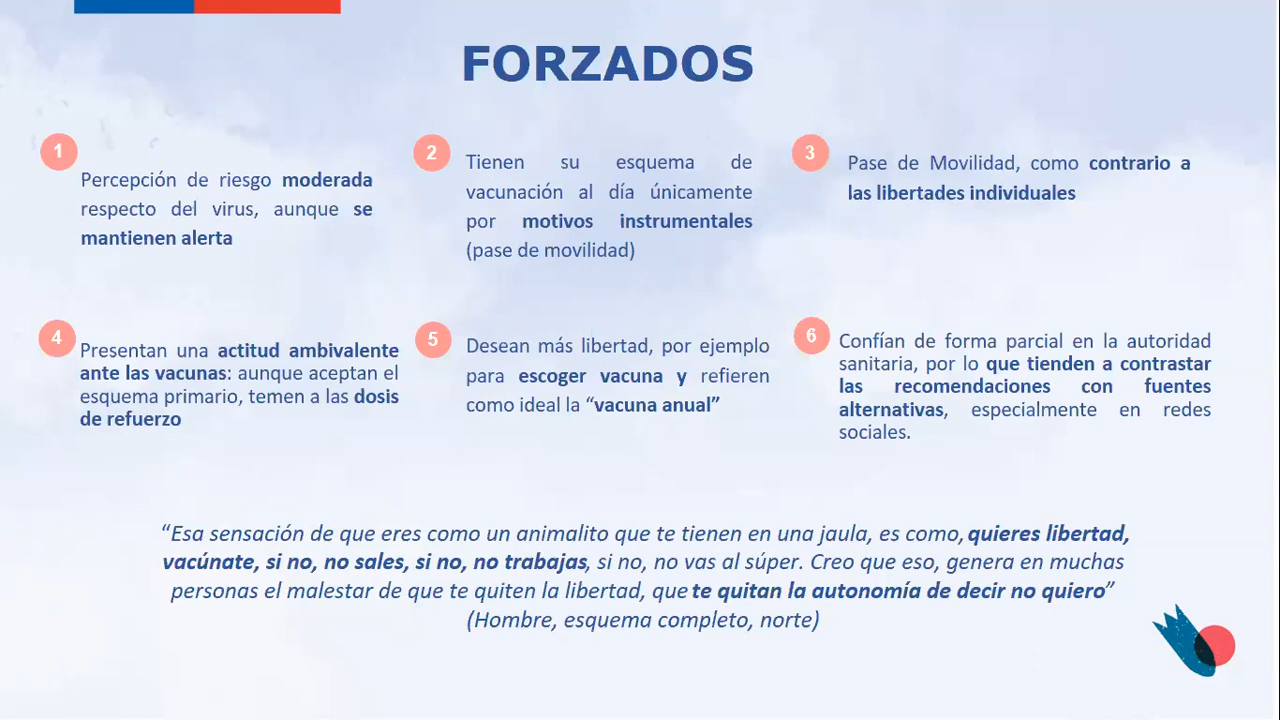 FORZADOS
1
Percepción de riesgo moderada
respecto del virus, aunque se
mantienen alerta
2
Tienen su esquema de
vacunación al día únicamente
por motivos instrumentales
(pase de movilidad)
3
Pase de Movilidad, como contrario a
las libertades individuales
4
Presentan una actitud ambivalente
ante las vacunas: aunque aceptan el
esquema primario, temen a las dosis
de refuerzo
5
Desean más libertad, por ejemplo
para escoger vacuna y refieren
como ideal la “vacuna anual”
6
Confían de forma parcial en la autoridad
sanitaria, por lo que tienden a contrastar
las recomendaciones con fuentes
alternativas, especialmente en redes
sociales.
“Esa sensación de que eres como un animalito que te tienen en una jaula, es como, quieres libertad,
vacúnate, si no, no sales, si no, no trabajas, si no, no vas al súper. Creo que eso, genera en muchas
personas el malestar de que te quiten la libertad, que te quitan la autonomía de decir no quiero”
(Hombre, esquema completo, norte)